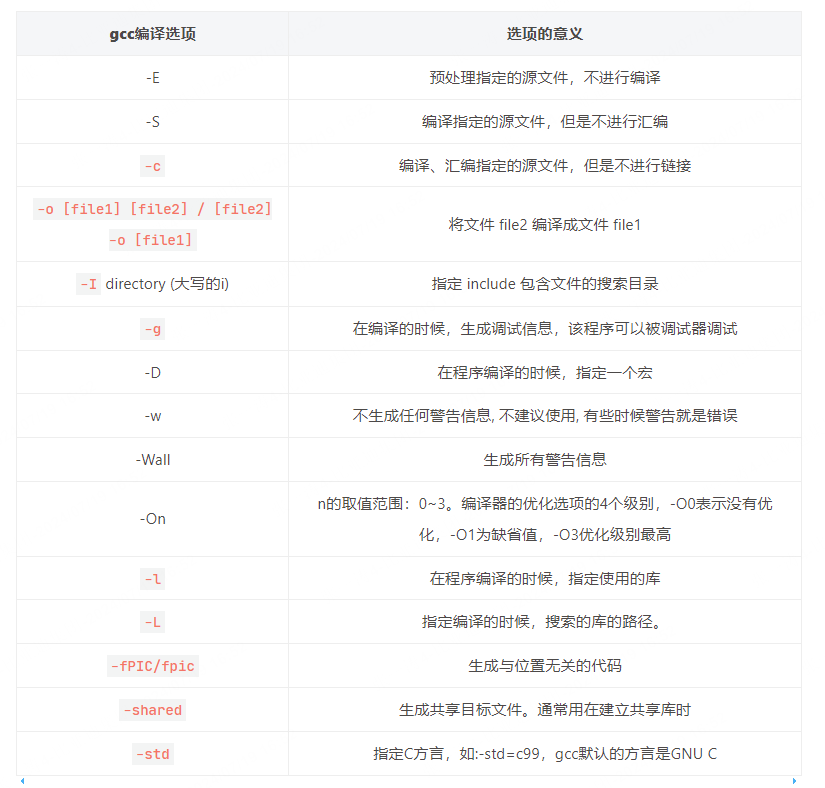 gcc编译选项 选项的意义
-E 预处理指定的源文件，不进行编译
-S 编译指定的源文件，但是不进行汇编
-c 编译、汇编指定的源文件，但是不进行链接
-o [file1] [file2] / [file2]
-o [file1]
将文件 file2 编译成文件 file1
-I directory (大写的i) 指定 include 包含文件的搜索目录
-g 在编译的时候，生成调试信息，该程序可以被调试器调试
-D 在程序编译的时候，指定一个宏
-w 不生成任何警告信息, 不建议使用, 有些时候警告就是错误
-Wall 生成所有警告信息
-On
n的取值范围：0~3。编译器的优化选项的4个级别，-O0表示没有优
化，-O1为缺省值，-O3优化级别最高
-l 在程序编译的时候，指定使用的库
-L 指定编译的时候，搜索的库的路径。
-fPIC/fpic 生成与位置无关的代码
-shared 生成共享目标文件。通常用在建立共享库时
-std 指定C方言，如:-std=c99，gcc默认的方言是GNU C